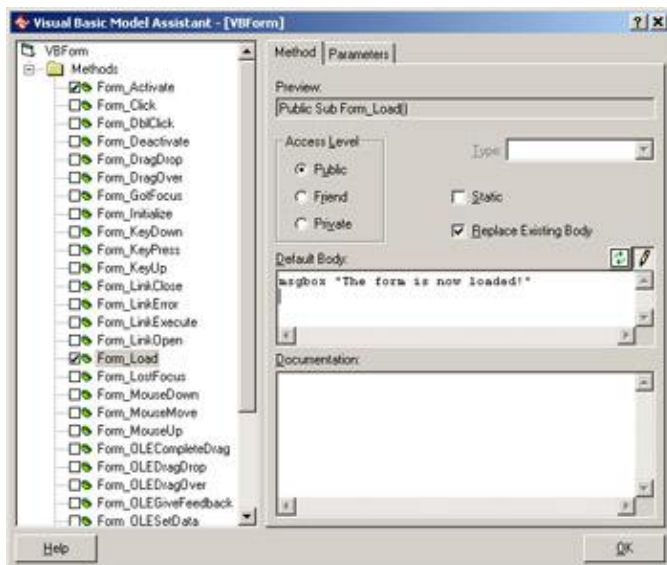 Visual Basic Model Assistant - [VBForm]
VBForm
Methods
Form_Activate
Form_Click
Form_DblClick
Form_Deactivate
Form_DragDrop
Form_DragOver
Form_GotFocus
Form_Initialize
Form_KeyDown
Form_KeyPress
Form_KeyUp
Form_LinkClose
Form_LinkError
Form_LinkExecute
Form_LinkOpen
Form_Load
Form_LostFocus
Form_MouseDown
Form_MouseMove
Form_MouseUp
Form_OLECompleteDrag
Form_OLEDragDrop
Form_OLEDragOver
Form_OLEGiveFeedback
Form_OLESetData
Method Parameters
Preview:
Public Sub Form_Load()
Access Level
Public
Friend
Private
Type:
Static
Replace Existing Body
Default Body:
msgbox "The form is now loaded!"
Documentation:
Help
OK